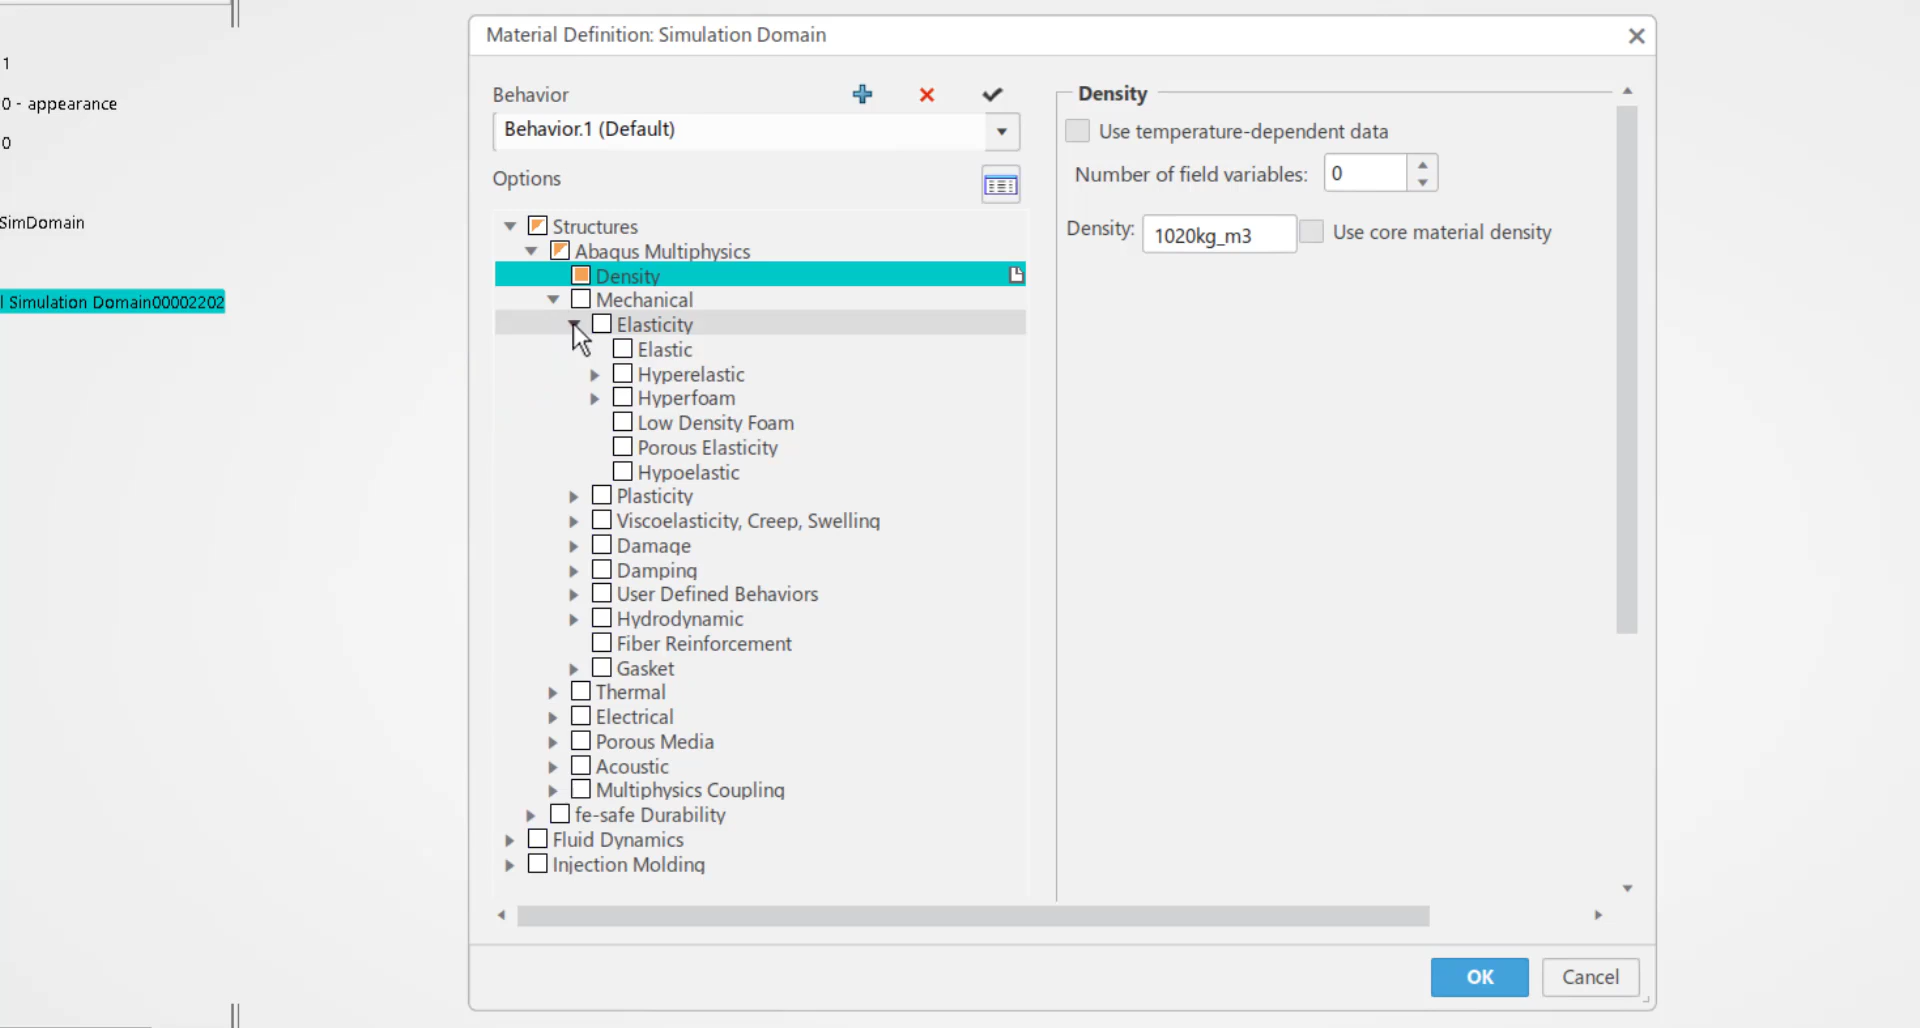 1
0 - appearance
0
SimDomain
l Simulation Domain00002202
Material Definition: Simulation Domain
Behavior
Behavior.1 (Default)
Options
Structures
Abaqus Multiphysics
Density
Mechanical
Elasticity
Elastic
Hyperelastic
Hyperfoam
Low Density Foam
Porous Elasticity
Hypoelastic
Plasticity
Viscoelasticity, Creep, Swelling
Damage
Damping
User Defined Behaviors
Hydrodynamic
Fiber Reinforcement
Gasket
Thermal
Electrical
Porous Media
Acoustic
Multiphysics Coupling
fe-safe Durability
Fluid Dynamics
Injection Molding
Density
Use temperature-dependent data
Number of field variables: 0
Density: 1020kg_m3 Use core material density
OK Cancel